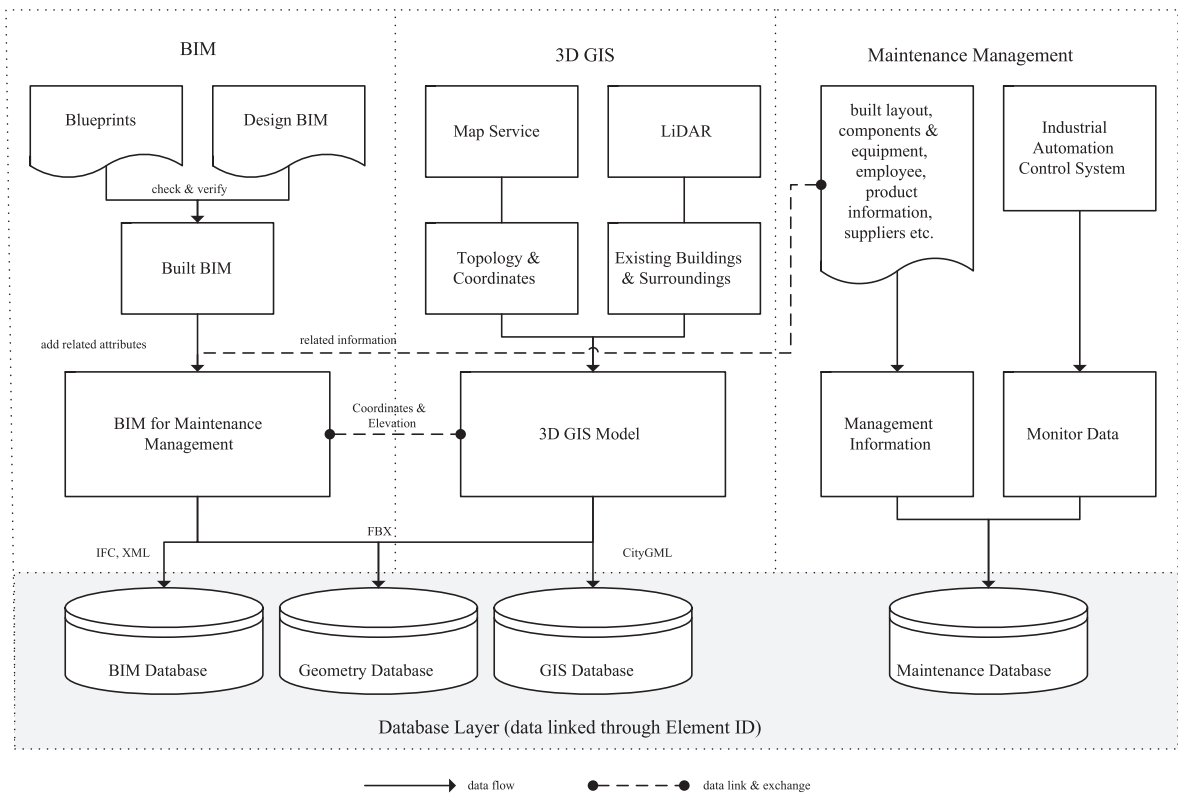 BIM
3D GIS
Maintenance Management
Blueprints
Design BIM
Map Service
LiDAR
built layout,
components &
equipment,
employee,
product
information,
suppliers etc.
Industrial
Automation
Control System
check & verify
Built BIM
Topology &
Coordinates
Existing Buildings
& Surroundings
add related attributes
related information
BIM for Maintenance
Management
Coordinates &
Elevation
3D GIS Model
Management
Information
Monitor Data
IFC, XML
FBX
CityGML
BIM Database
Geometry Database
GIS Database
Maintenance Database
Database Layer (data linked through Element ID)
data flow
data link & exchange